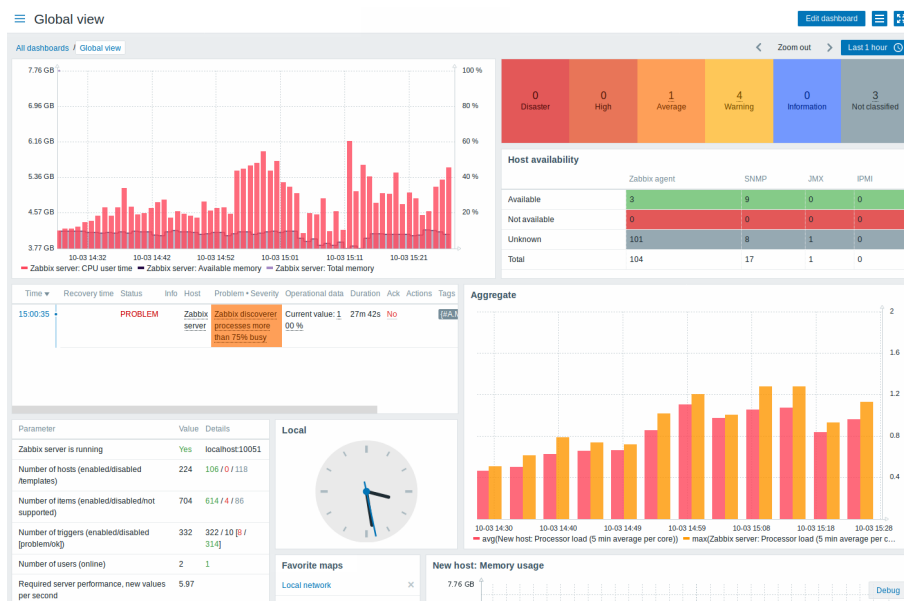 Global view
Edit dashboard
All dashboards / Global view
Zoom out
Last 1 hour
7.76 GB
6.96 GB
6.16 GB
5.36 GB
4.57 GB
3.77 GB
100 %
80 %
60 %
40 %
20 %
10-03 14:32 10-03 14:42 10-03 14:52 10-03 15:01 10-03 15:11 10-03 15:21
Zabbix server: CPU user time Zabbix server: Available memory Zabbix server: Total memory
0 0 1 4 0 3
Disaster High Average Warning Information Not classified
Host availability
Zabbix agent SNMP JMX IPMI
Available 3 9 0 0
Not available 0 0 0 0
Unknown 101 8 1 0
Total 104 17 1 0
Time Recovery time Status Info Host Problem • Severity Operational data Duration Ack Actions Tags
15:00:35 PROBLEM Zabbix server Zabbix discoverer processes more than 75% busy Current value: 100 % 27m 42s No
Aggregate
2
1.6
1.2
0.8
0.4
10-03 14:30 10-03 14:40 10-03 14:49 10-03 14:59 10-03 15:08 10-03 15:18 10-03 15:28
avg(New host: Processor load (5 min average per core)) max(Zabbix server: Processor load (5 min average per c...
Parameter Value Details
Zabbix server is running Yes localhost:10051
Number of hosts (enabled/disabled
/templates) 224 106 / 0 / 118
Number of items (enabled/disabled/not
supported) 704 614 / 4 / 86
Number of triggers (enabled/disabled
[problem/ok]) 332 322 / 10 [8 /
314]
Number of users (online) 2 1
Required server performance, new values
per second 5.97
Local
Favorite maps
Local network
New host: Memory usage
7.76 GB
Debug